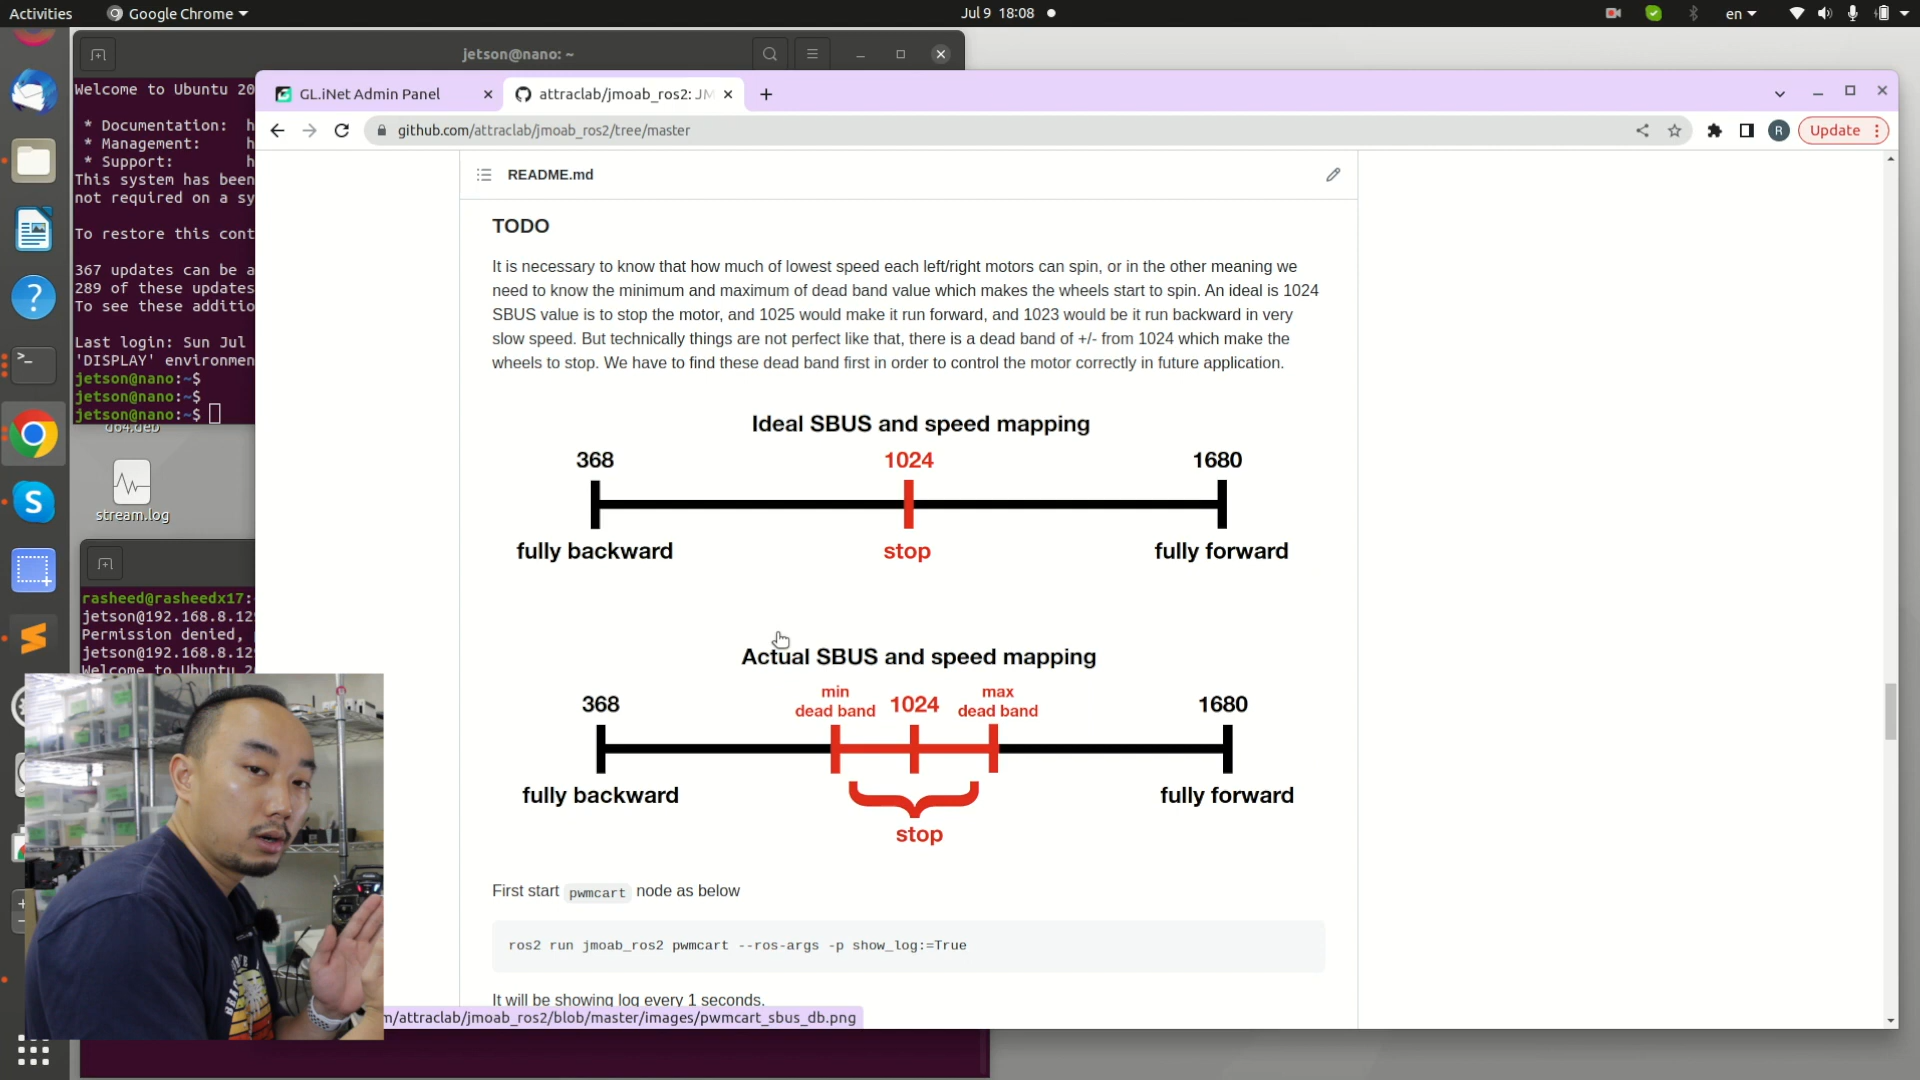 Activities
Google Chrome
Jul 9 18:08
en
jetson@nano: ~
Welcome to Ubuntu 20
* Documentation: h
* Management: h
* Support: h
This system has been
not required on a sy
To restore this cont
367 updates can be a
289 of these updates
To see these additio
Last login: Sun Jul
'DISPLAY' environmen
jetson@nano:~$
jetson@nano:~$
jetson@nano:~$
db4.deb
stream.log
rasheed@rasheedx17:
jetson@192.168.8.12
Permission denied,
jetson@192.168.8.12
Welcome to Ubuntu 2
GL.iNet Admin Panel
attraclab/jmoab_ros2: JM
github.com/attraclab/jmoab_ros2/tree/master
R
Update
README.md
TODO
It is necessary to know that how much of lowest speed each left/right motors can spin, or in the other meaning we
need to know the minimum and maximum of dead band value which makes the wheels start to spin. An ideal is 1024
SBUS value is to stop the motor, and 1025 would make it run forward, and 1023 would be it run backward in very
slow speed. But technically things are not perfect like that, there is a dead band of +/- from 1024 which make the
wheels to stop. We have to find these dead band first in order to control the motor correctly in future application.
Ideal SBUS and speed mapping
368 1024 1680
fully backward stop fully forward
Actual SBUS and speed mapping
368 min dead band 1024 max dead band 1680
fully backward fully forward
stop
First start pwmcart node as below
ros2 run jmoab_ros2 pwmcart --ros-args -p show_log:=True
It will be showing log every 1 seconds.
m/attraclab/jmoab_ros2/blob/master/images/pwmcart_sbus_db.png